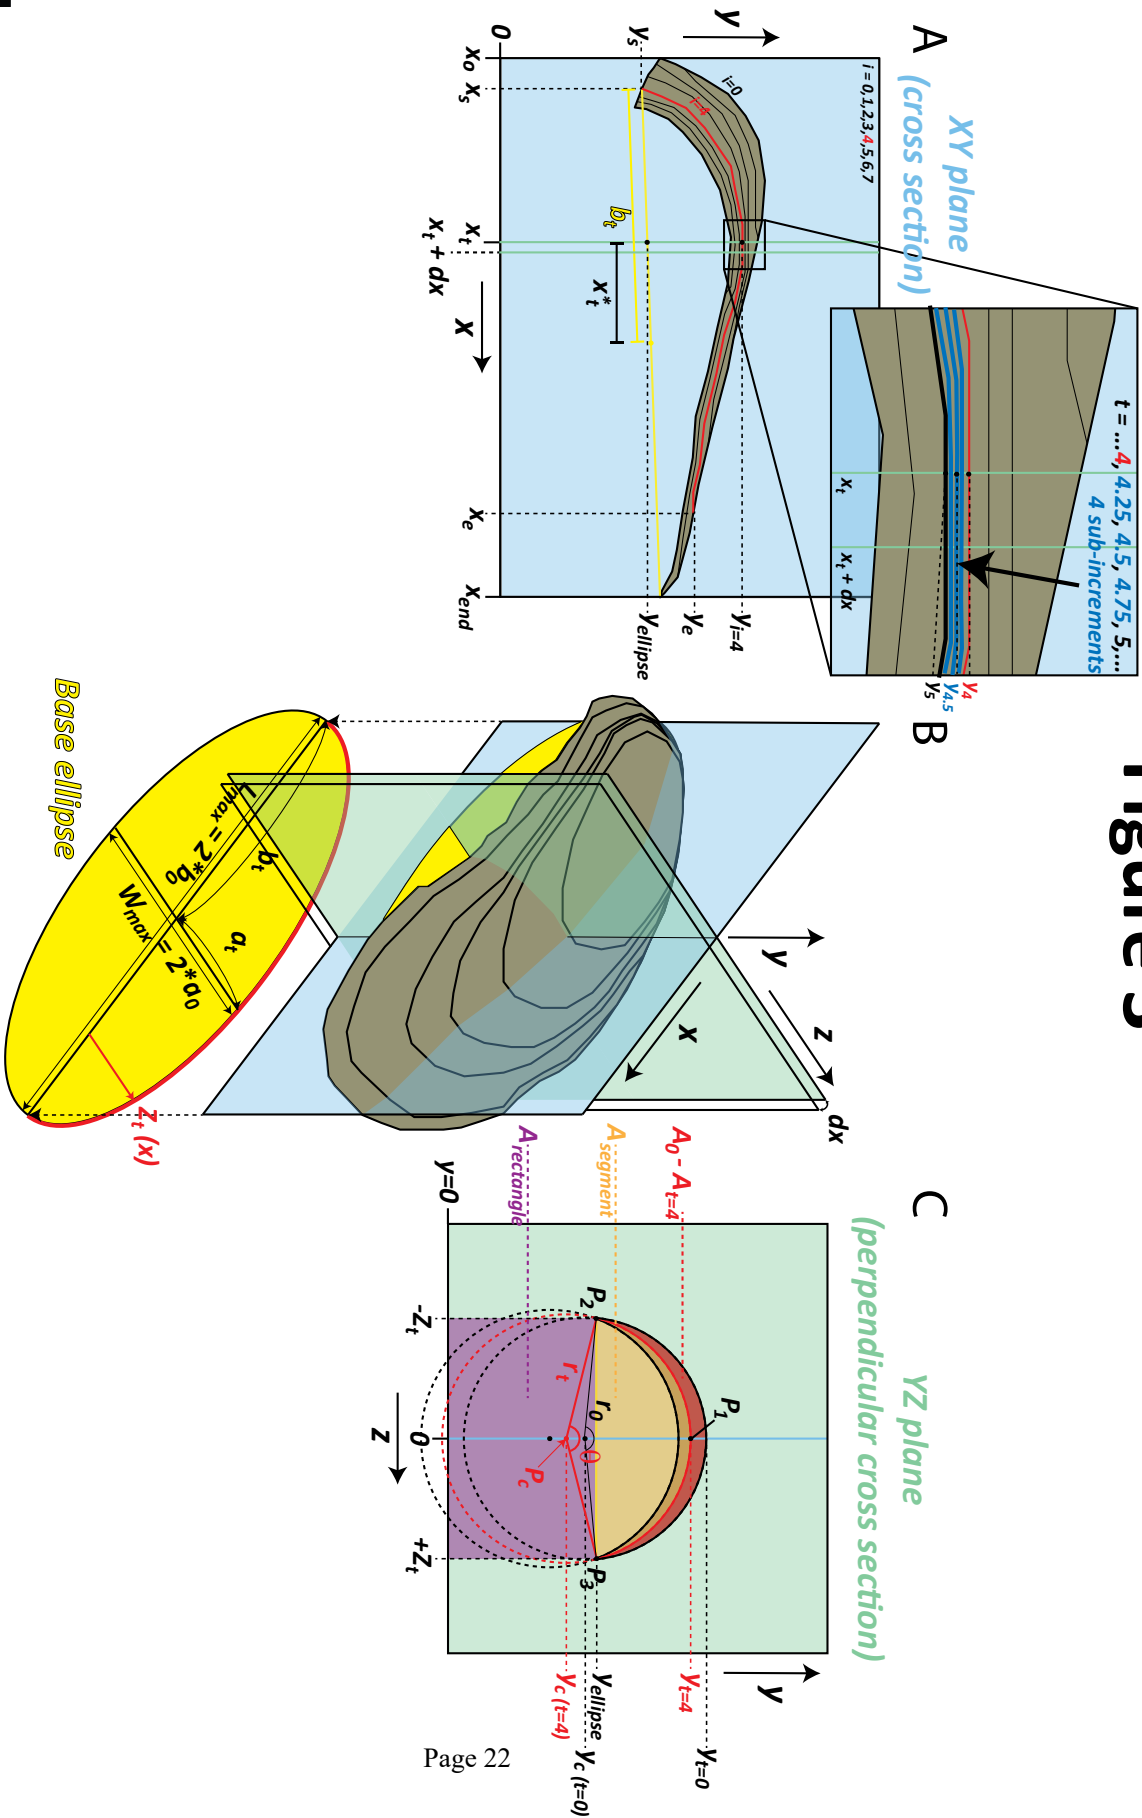 Figure 3
A
XY plane
(cross section)
i = 0,1,2,3,4,5,6,7
i=0
i=4
y
ys
0
xo xs xt xt + dx xe xend
x
bt
x*t
yi=4
ye
yellipse
t = ...4, 4.25, 4.5, 4.75, 5,...
4 sub-increments
xt
xt + dx
y4
y4.5
y5
B
y
z
x
dx
Lmax = 2*b0
Wmax = 2*a0
bt
at
zt (x)
Base ellipse
C
YZ plane
(perpendicular cross section)
A0 - At=4
Asegment
Arectangle
y=0
P1
P2
P3
rt
r0
θ
Pc
-zt
0
+zt
z
y
yt=0
yt=4
yellipse
yc (t=0)
yc (t=4)
Page 22